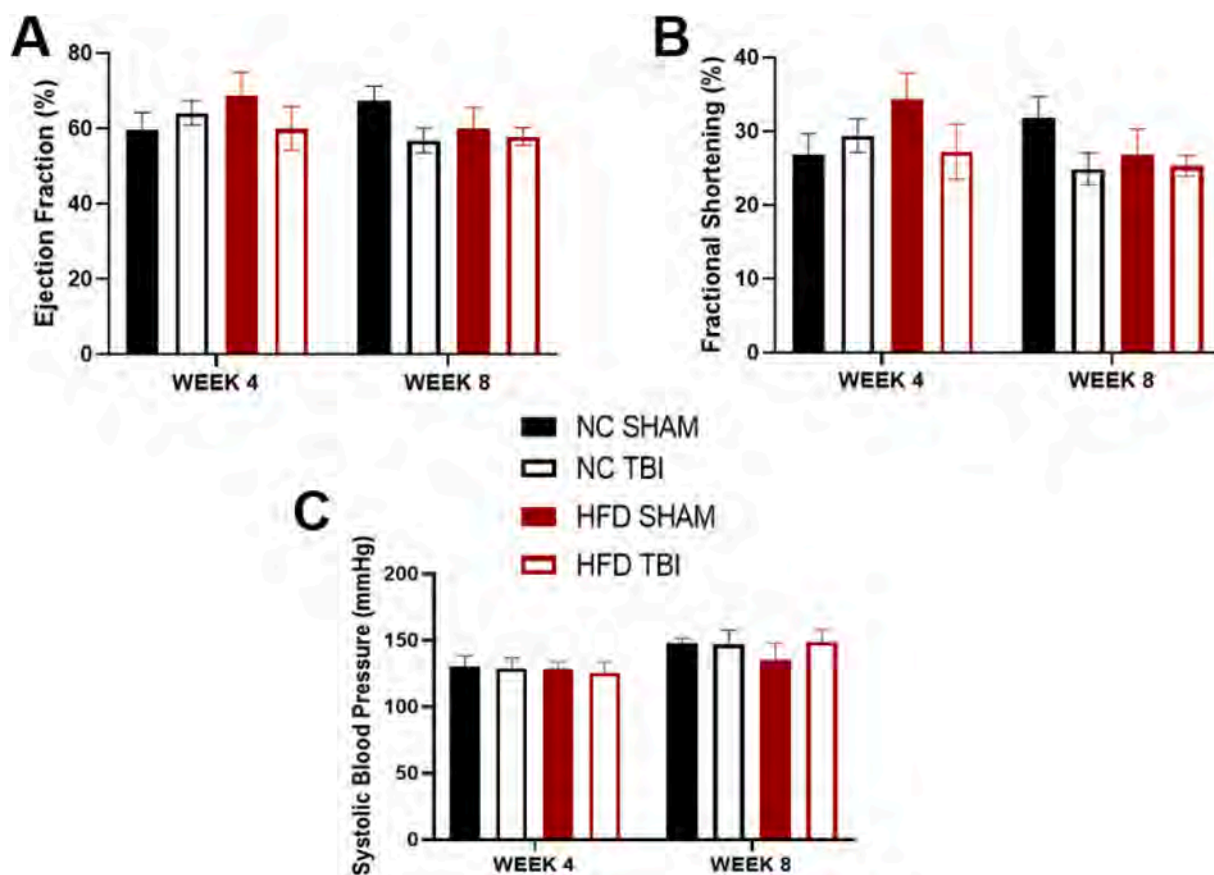 A
Ejection Fraction (%)
80
60
40
20
0
WEEK 4
WEEK 8
B
Fractional Shortening (%)
40
30
20
10
0
WEEK 4
WEEK 8
NC SHAM
NC TBI
HFD SHAM
HFD TBI
C
Systolic Blood Pressure (mmHg)
200
150
100
50
0
WEEK 4
WEEK 8